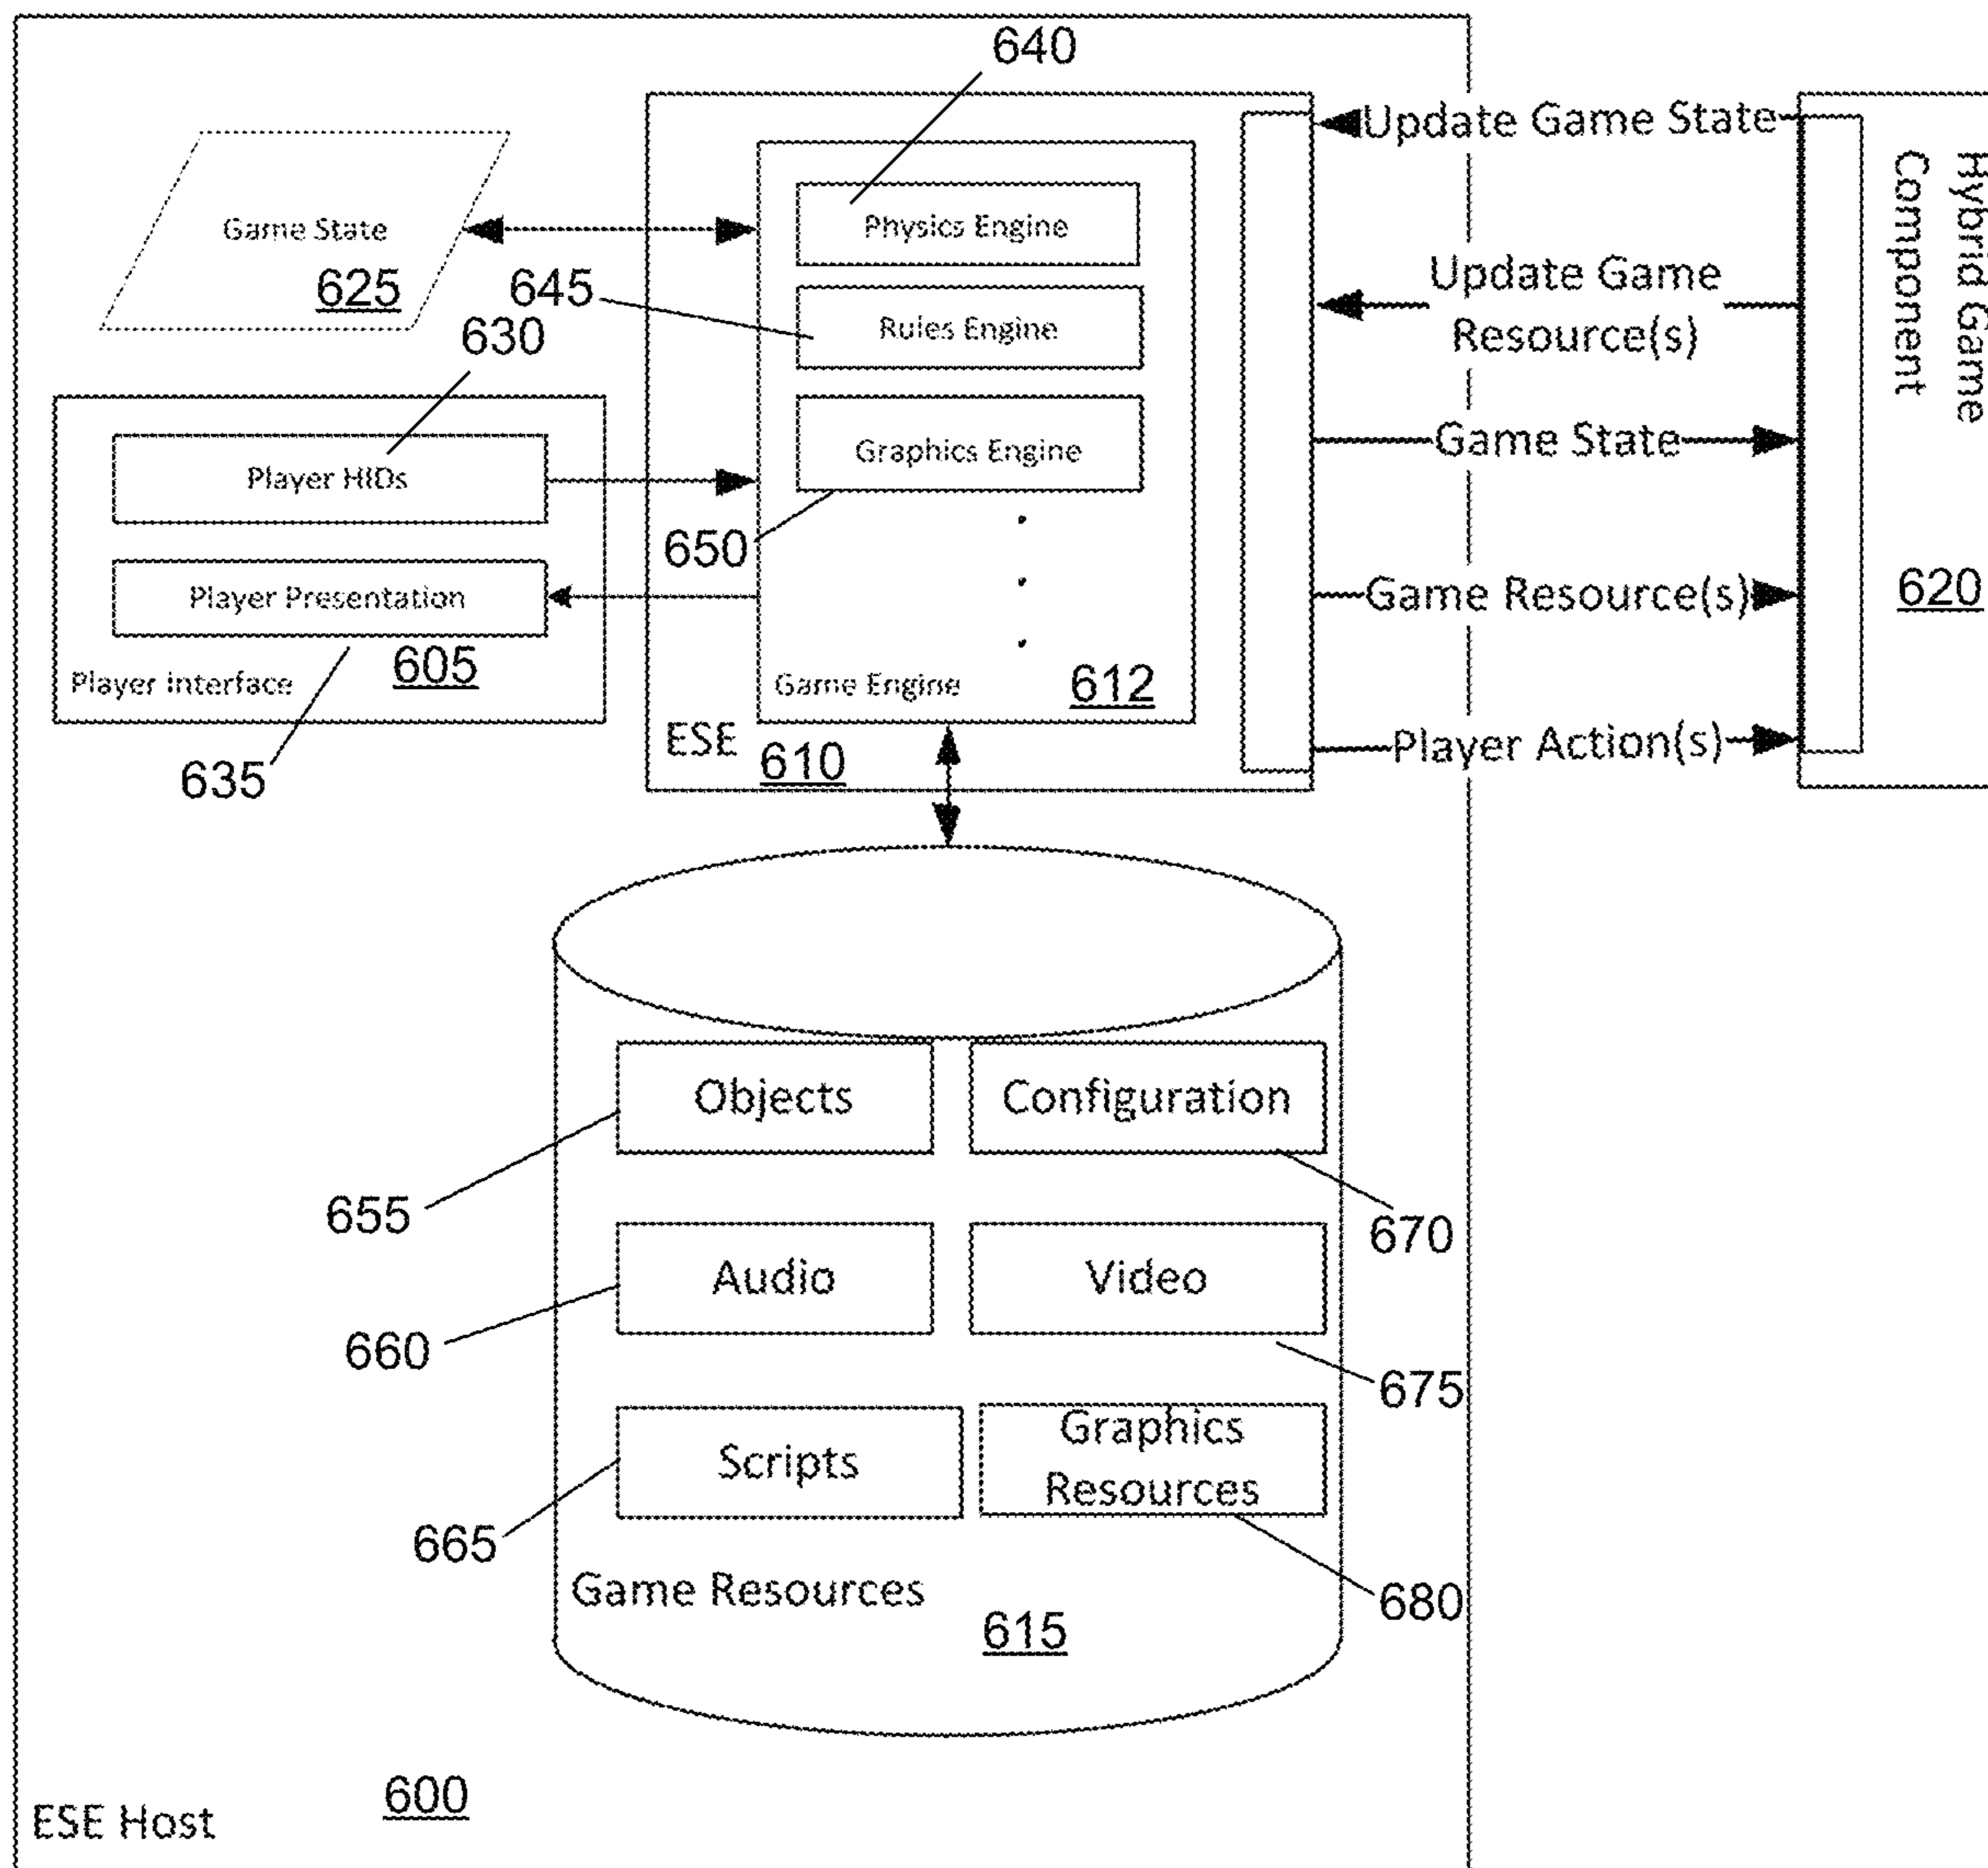 640
Update Game State
Hybrid Game
Component
Game State
625
Physics Engine
645
Rules Engine
Update Game
Resource(s)
630
Graphics Engine
Game State
Player HIDs
650
620
Player Presentation
Game Resource(s)
605
Player Interface
Game Engine
612
ESE
610
Player Action(s)
635
Objects
Configuration
655
670
Audio
Video
660
675
Scripts
Graphics
Resources
665
Game Resources
680
615
600
ESE Host